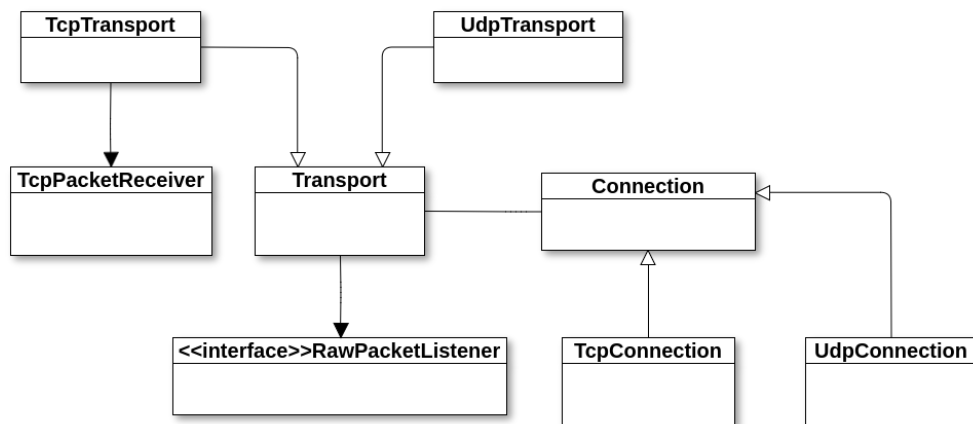 TcpTransport
UdpTransport
TcpPacketReceiver
Transport
Connection
<<interface>>RawPacketListener
TcpConnection
UdpConnection